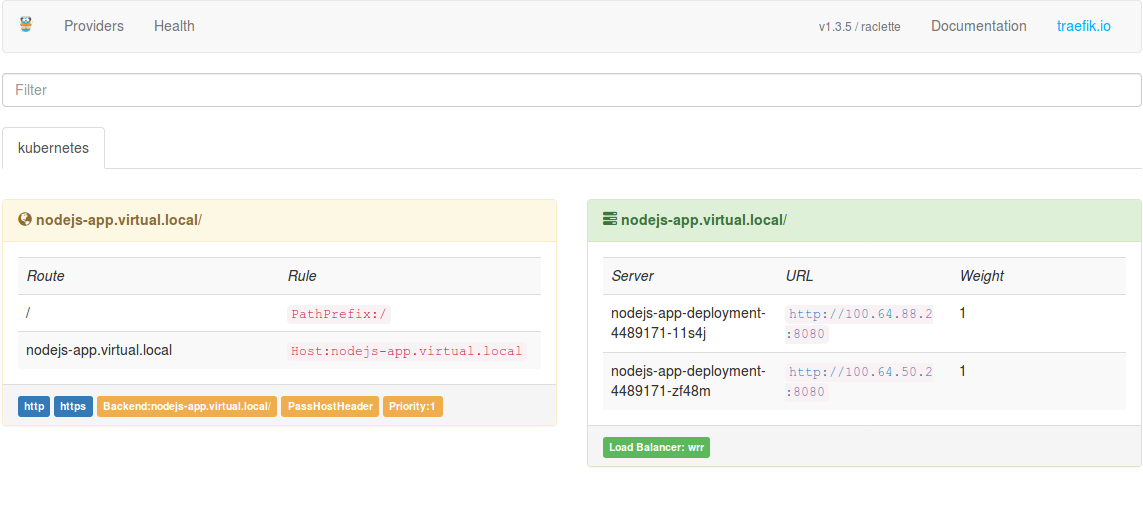 Providers Health v1.3.5 / raclette Documentation traefik.io
Filter
kubernetes
nodejs-app.virtual.local/
Route Rule
/ PathPrefix:/
nodejs-app.virtual.local Host:nodejs-app.virtual.local
http https Backend:nodejs-app.virtual.local/ PassHostHeader Priority:1
nodejs-app.virtual.local/
Server URL Weight
nodejs-app-deployment- http://100.64.88.2 1
4489171-11s4j :8080
nodejs-app-deployment- http://100.64.50.2 1
4489171-zf48m :8080
Load Balancer: wrr